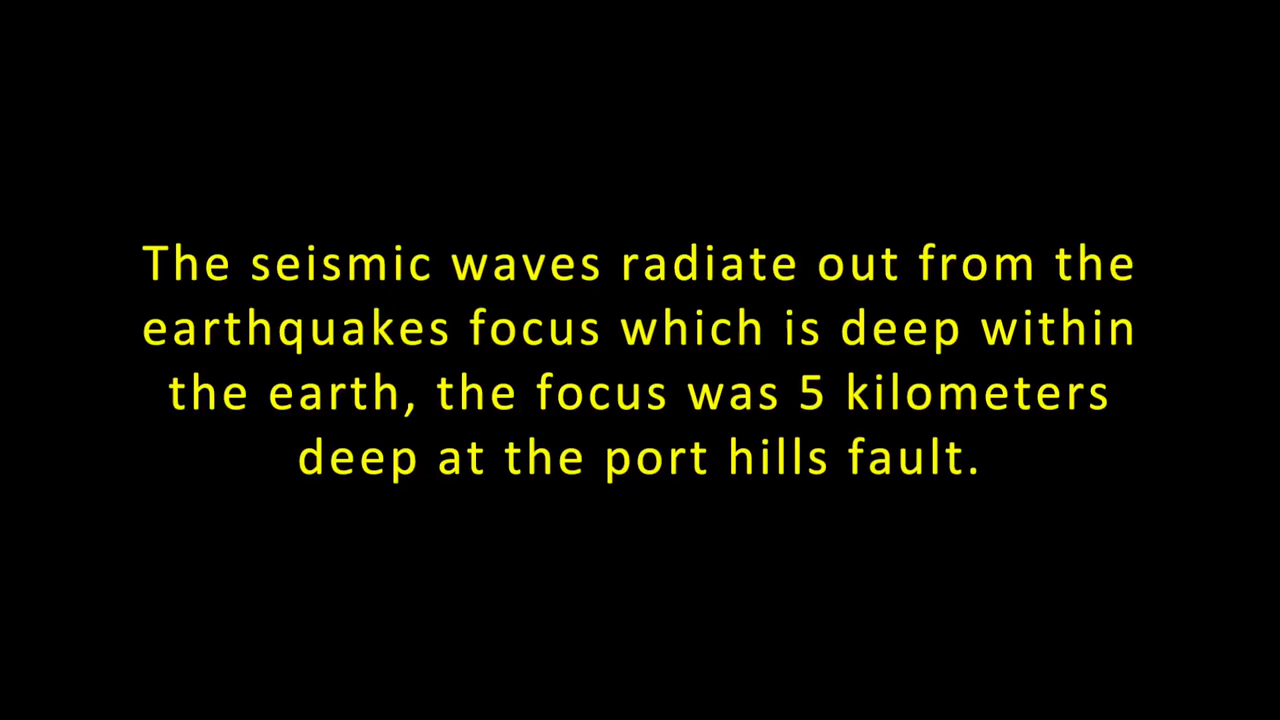 The seismic waves radiate out from the
earthquakes focus which is deep within
the earth, the focus was 5 kilometers
deep at the port hills fault.